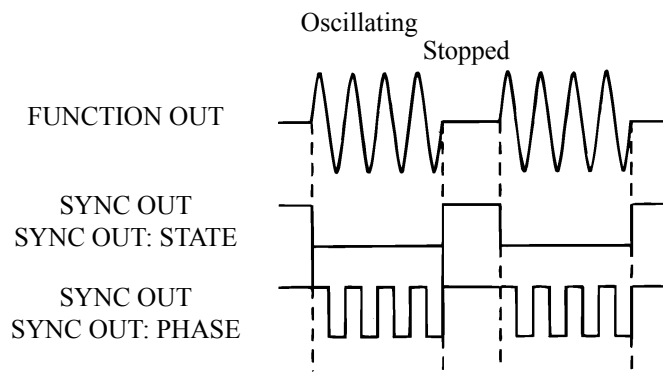 Oscillating
Stopped
FUNCTION OUT
SYNC OUT
SYNC OUT: STATE
SYNC OUT
SYNC OUT: PHASE